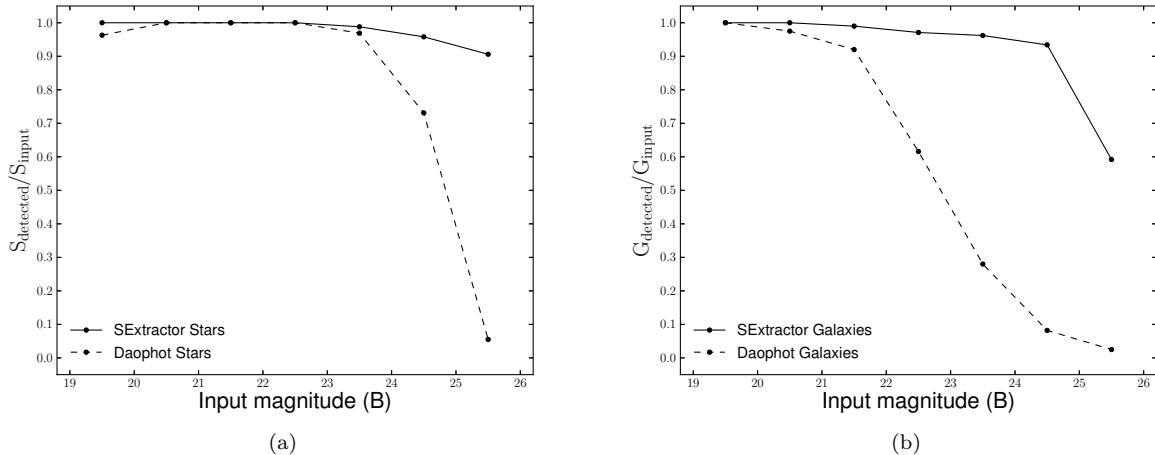 1.0
0.9
0.8
0.7
0.6
0.5
0.4
0.3
0.2
0.1
0.0
S_detected/S_input
SExtractor Stars
Daophot Stars
19 20 21 22 23 24 25 26
Input magnitude (B)
(a)
1.0
0.9
0.8
0.7
0.6
0.5
0.4
0.3
0.2
0.1
0.0
G_detected/G_input
SExtractor Galaxies
Daophot Galaxies
19 20 21 22 23 24 25 26
Input magnitude (B)
(b)